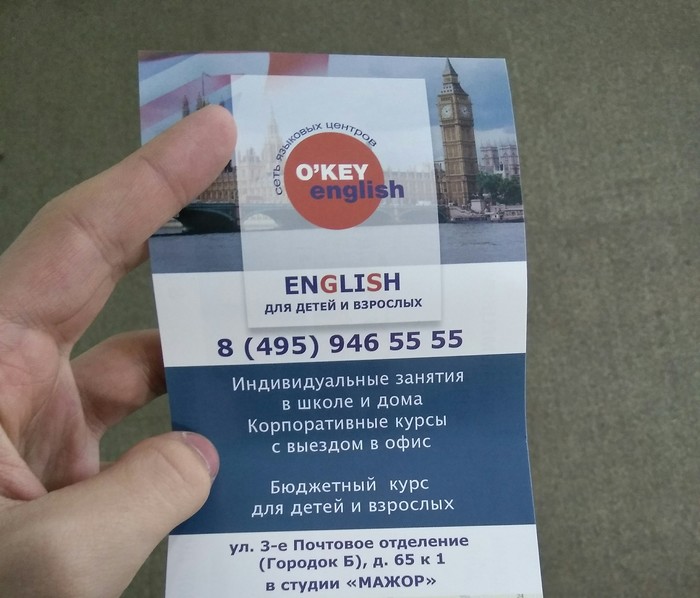 сеть языковых центров
O'KEY
english
ENGLISH
ДЛЯ ДЕТЕЙ И ВЗРОСЛЫХ
8 (495) 946 55 55
Индивидуальные занятия
в школе и дома
Корпоративные курсы
с выездом в офис
Бюджетный курс
для детей и взрослых
ул. 3-е Почтовое отделение
(Городок Б), д. 65 к 1
в студии «МАЖОР»